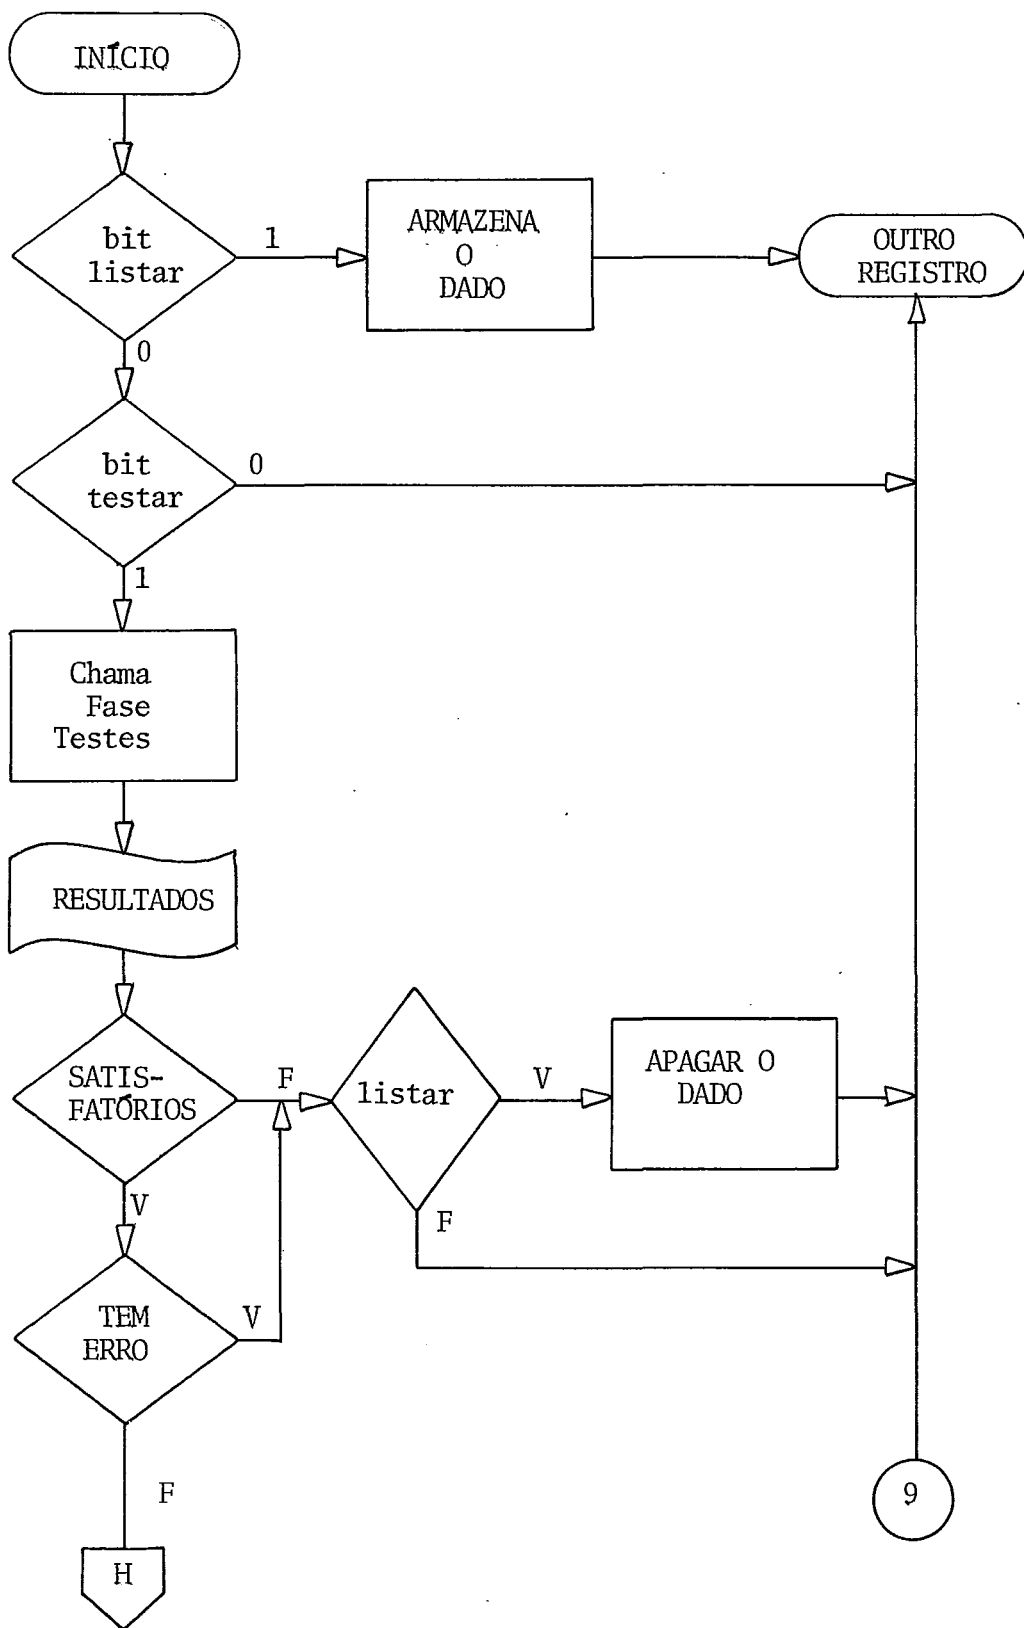 INÍCIO
bit
listar
1
ARMAZENA
O
DADO
OUTRO
REGISTRO
0
bit
testar
0
1
Chama
Fase
Testes
RESULTADOS
SATIS-
FATÓRIOS
F
listar
V
APAGAR O
DADO
V
F
TEM
ERRO
V
F
9
H